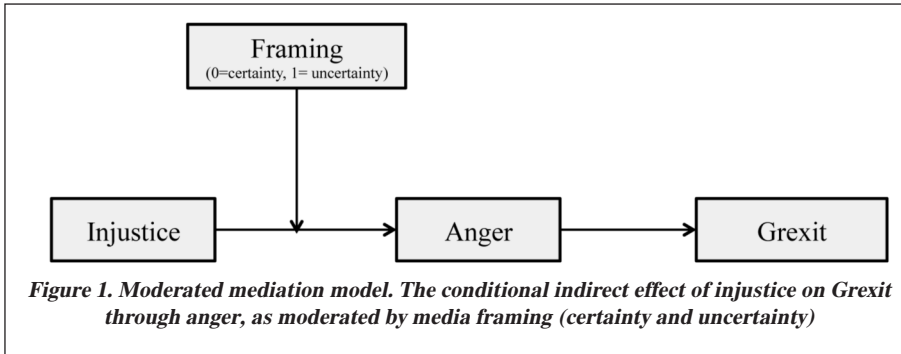 Framing
(0=certainty, 1= uncertainty)
Injustice
Anger
Grexit
Figure 1. Moderated mediation model. The conditional indirect effect of injustice on Grexit
through anger, as moderated by media framing (certainty and uncertainty)